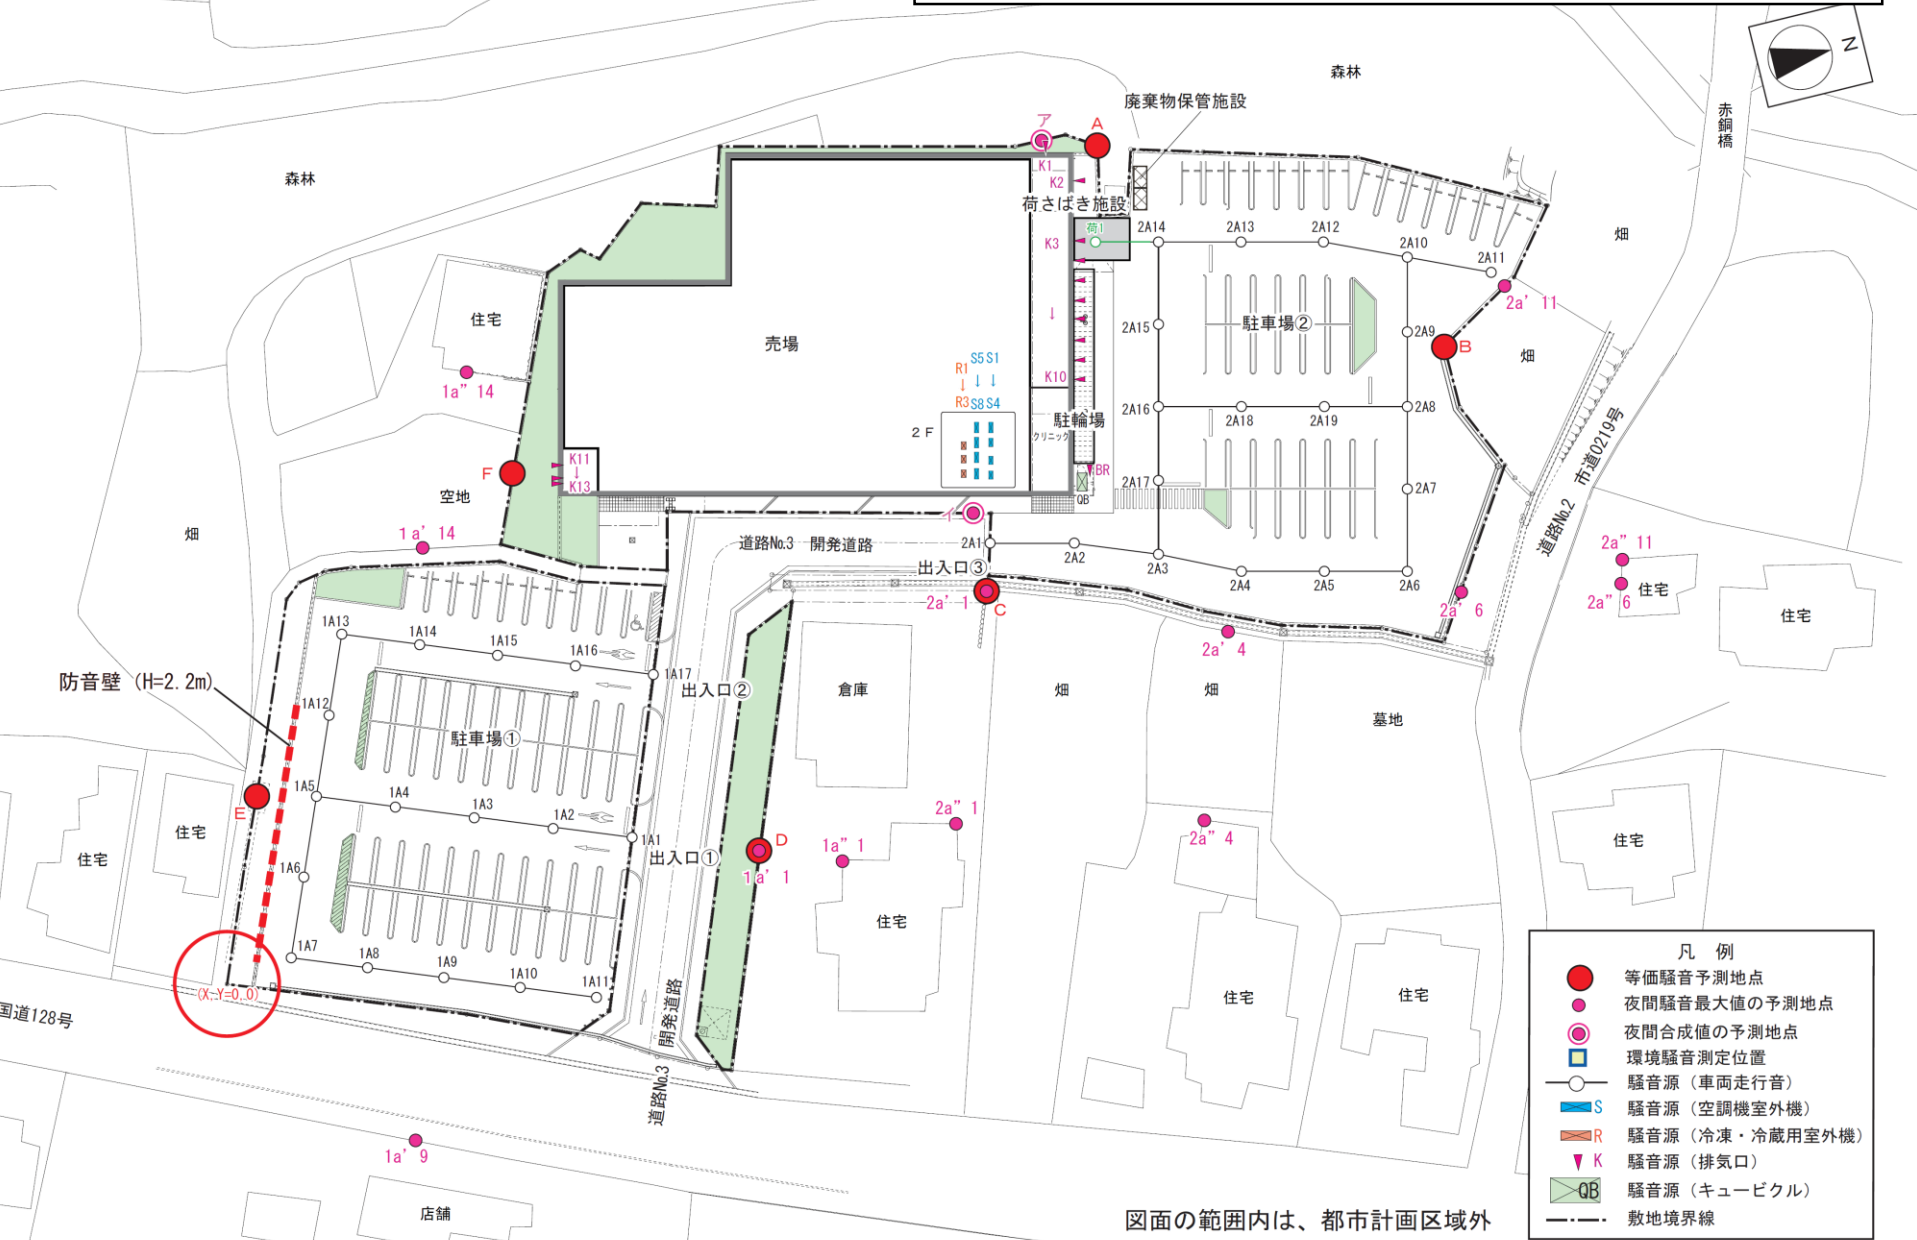 森林
N
廃棄物保管施設
赤銅橋
森林
ア
A
K1
K2
荷さばき施設
荷1
K3
↓
K10
2A14
2A13
2A12
2A10
2A11
畑
2a’11
住宅
1a”14
売場
2A15
駐車場②
2A9
B
畑
S5 S1
R1
↓ ↓ ↓
R3 S8 S4
2F
クリニック
駐輪場
2A16
2A18
2A19
2A8
道路No.2 市道0219号
F
K11
↓
K13
空地
BR
QB
2A17
2A7
畑
1a’14
イ
道路No.3 開発道路
2A1
2A2
2A3
出入口③
2a’1
C
2A4
2A5
2A6
2a’6
2a’4
2a”11
住宅
2a”6
住宅
1A13
1A14
1A15
1A16
1A17
防音壁（H=2.2m）
1A12
出入口②
倉庫
畑
畑
墓地
駐車場①
1A5
1A4
1A3
1A2
1A1
E
住宅
住宅
出入口①
D
1a’1
1a”1
2a”1
2a”4
住宅
1A6
住宅
1A7
1A8
1A9
1A10
1A11
(X,Y=0,0)
国道128号
道路No.3 開発道路
住宅
住宅
1a’9
店舗
図面の範囲内は、都市計画区域外
凡 例
等価騒音予測地点
夜間騒音最大値の予測地点
夜間合成値の予測地点
環境騒音測定位置
騒音源（車両走行音）
S 騒音源（空調機室外機）
R 騒音源（冷凍・冷蔵用室外機）
K 騒音源（排気口）
QB 騒音源（キュービクル）
敷地境界線